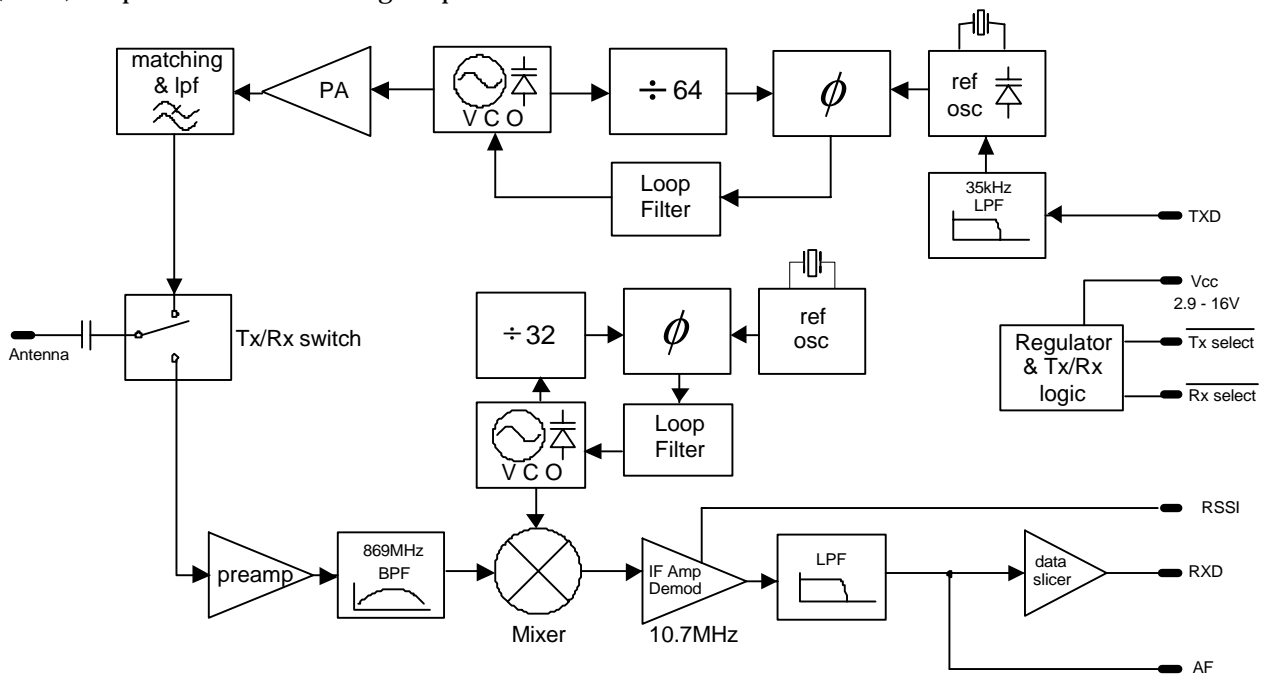 matching
& lpf
PA
V C O
÷ 64
ϕ
ref
osc
Loop
Filter
35kHz
LPF
TXD
Vcc
2.9 - 16V
Regulator
& Tx/Rx
logic
Tx select
Rx select
Antenna
Tx/Rx switch
÷ 32
ϕ
ref
osc
V C O
Loop
Filter
RSSI
preamp
869MHz
BPF
Mixer
IF Amp
Demod
10.7MHz
LPF
data
slicer
RXD
AF